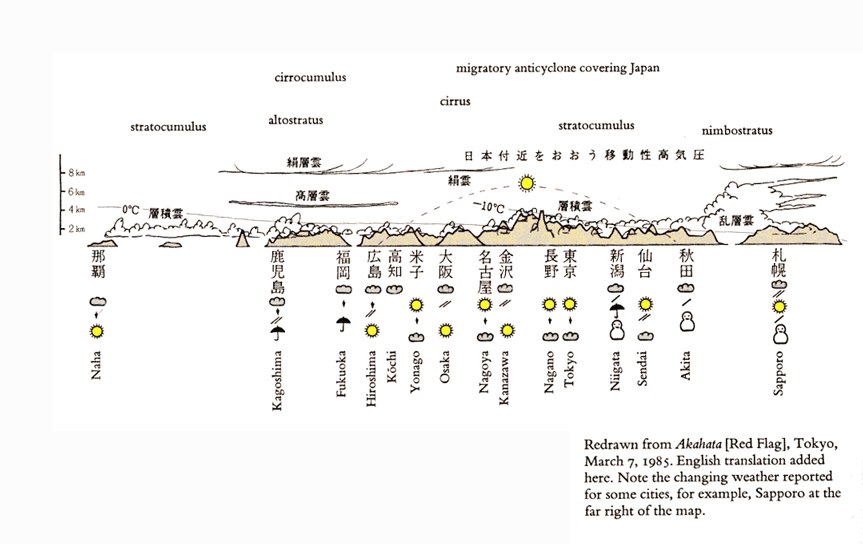 migratory anticyclone covering Japan
cirrocumulus
cirrus
altostratus
stratocumulus
stratocumulus
nimbostratus
日本付近をおおう移動性高気圧
絹層雲
8 km
絹雲
6 km
高層雲
4 km
0°C
層積雲
−10°C
層積雲
乱層雲
2 km
那覇
鹿児島
福岡
広島
高知
米子
大阪
名古屋
金沢
長野
東京
新潟
仙台
秋田
札幌
Naha
Kagoshima
Fukuoka
Hiroshima
Kōchi
Yonago
Osaka
Nagoya
Kanazawa
Nagano
Tokyo
Niigata
Sendai
Akita
Sapporo
Redrawn from Akahata [Red Flag], Tokyo,
March 7, 1985. English translation added
here. Note the changing weather reported
for some cities, for example, Sapporo at the
far right of the map.